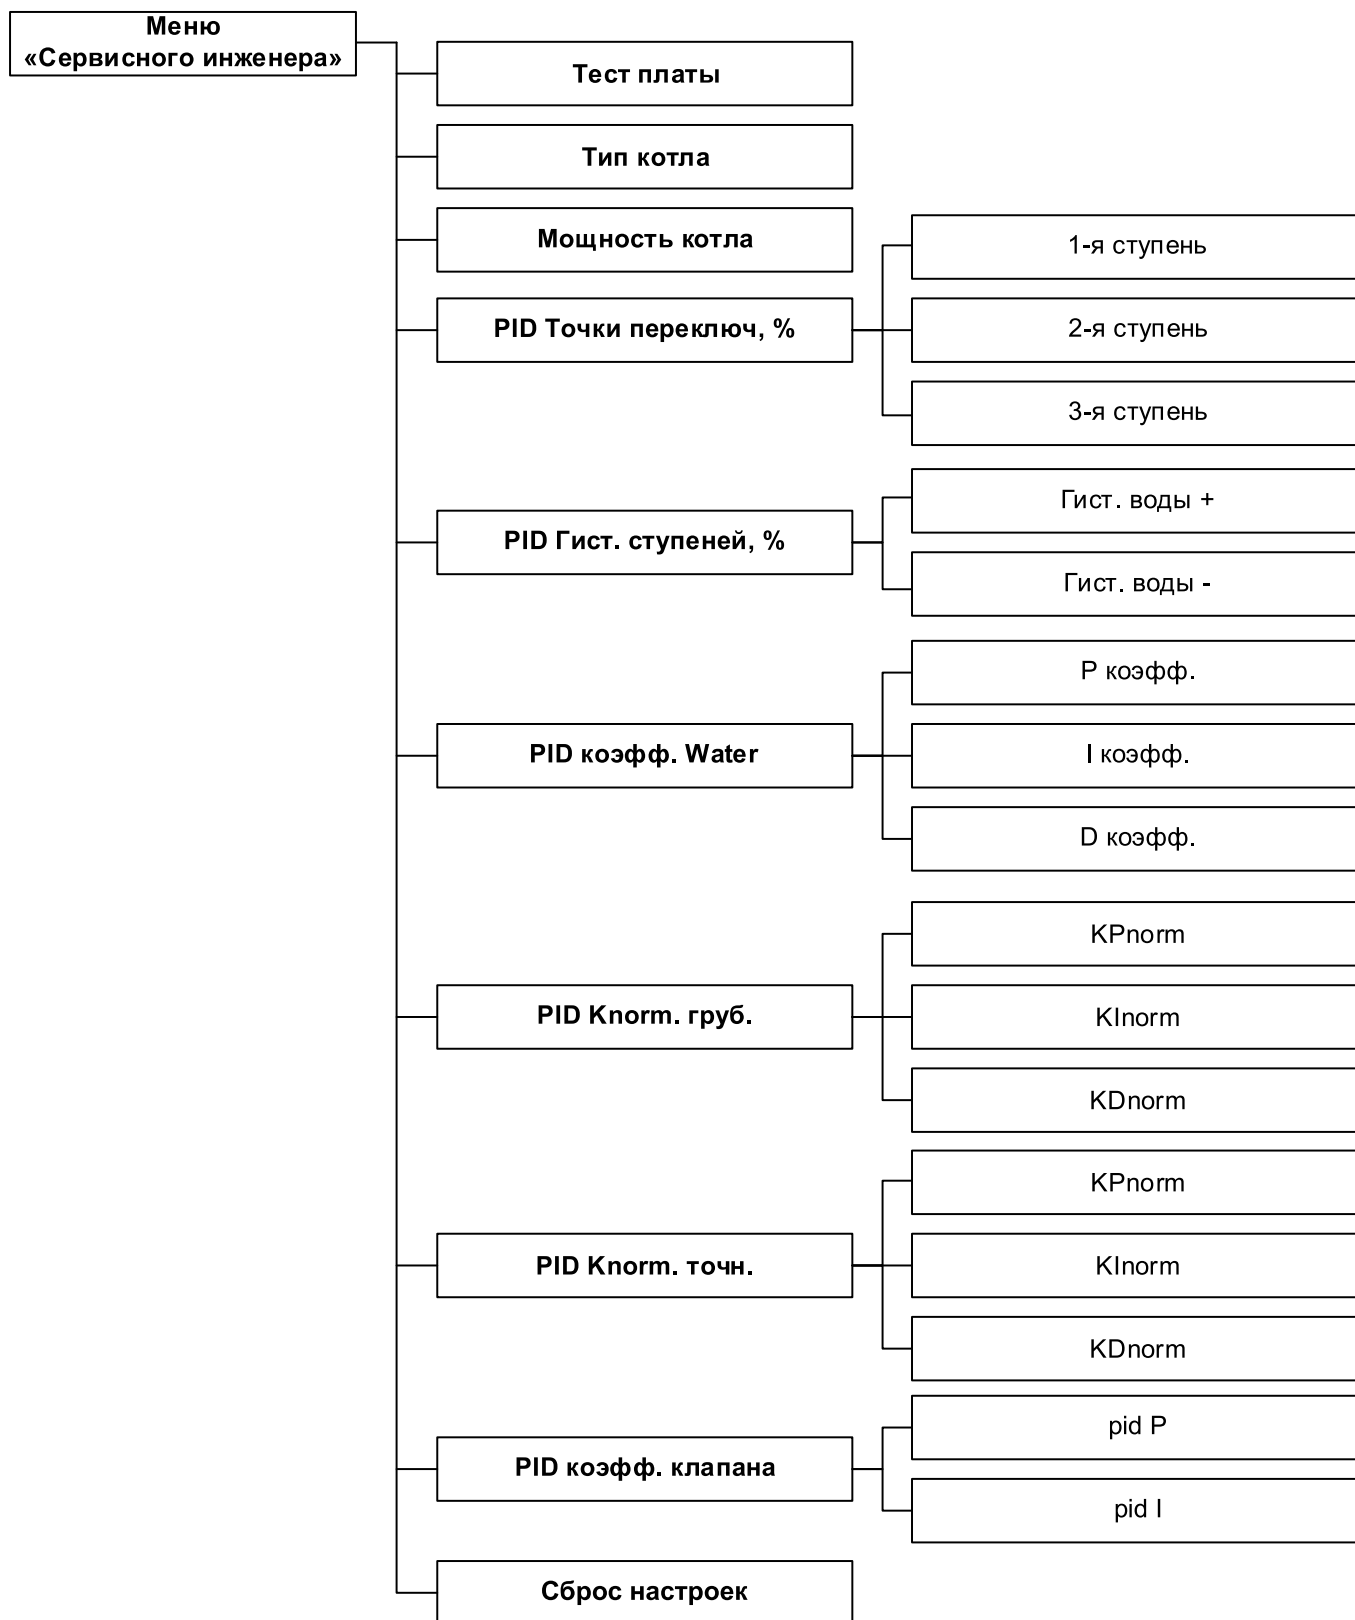 Меню
«Сервисного инженера»
Тест платы
Тип котла
Мощность котла
PID Точки переключ, %
1-я ступень
2-я ступень
3-я ступень
PID Гист. ступеней, %
Гист. воды +
Гист. воды -
PID коэфф. Water
P коэфф.
I коэфф.
D коэфф.
PID Knorm. груб.
KPnorm
KInorm
KDnorm
PID Knorm. точн.
KPnorm
KInorm
KDnorm
PID коэфф. клапана
pid P
pid I
Сброс настроек